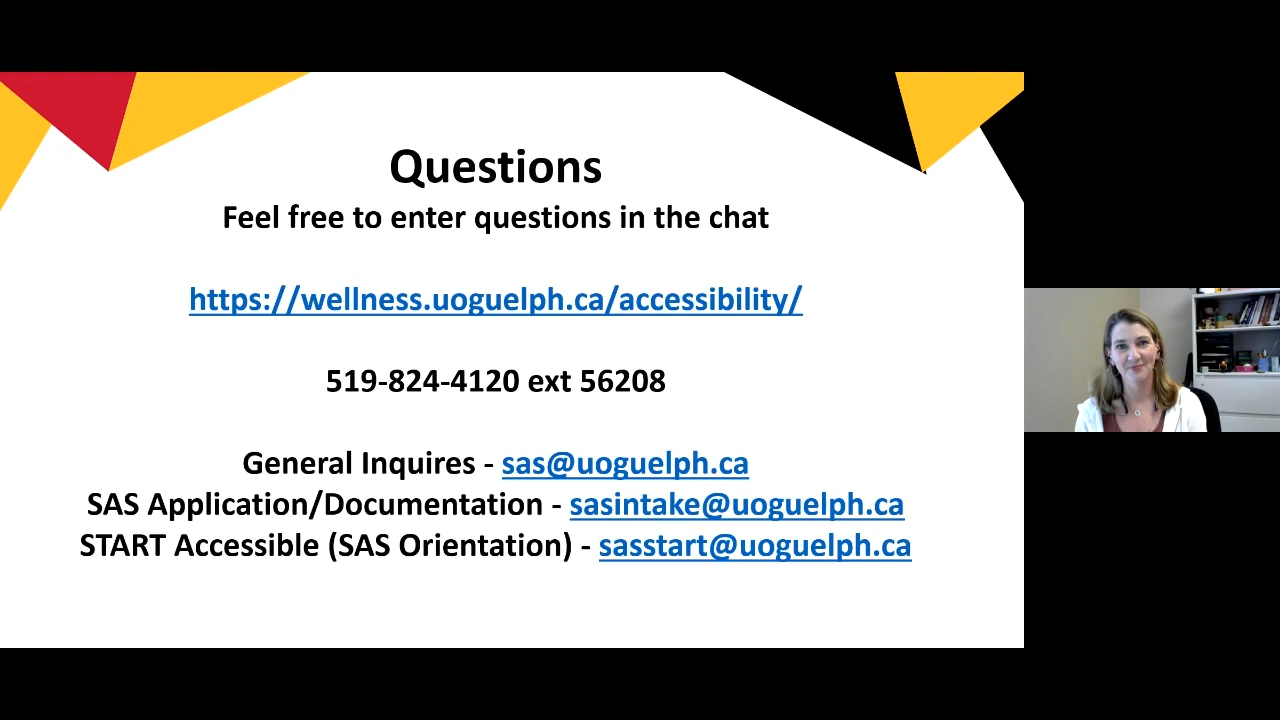 Questions
Feel free to enter questions in the chat
https://wellness.uoguelph.ca/accessibility/
519-824-4120 ext 56208
General Inquires - sas@uoguelph.ca
SAS Application/Documentation - sasintake@uoguelph.ca
START Accessible (SAS Orientation) - sasstart@uoguelph.ca